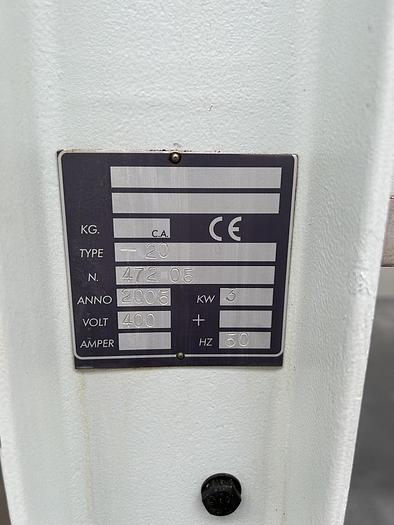 KG. C.A. CE
TYPE T 20
N. 472 05
ANNO 2005 KW 3
VOLT 400 +
AMPER HZ 50